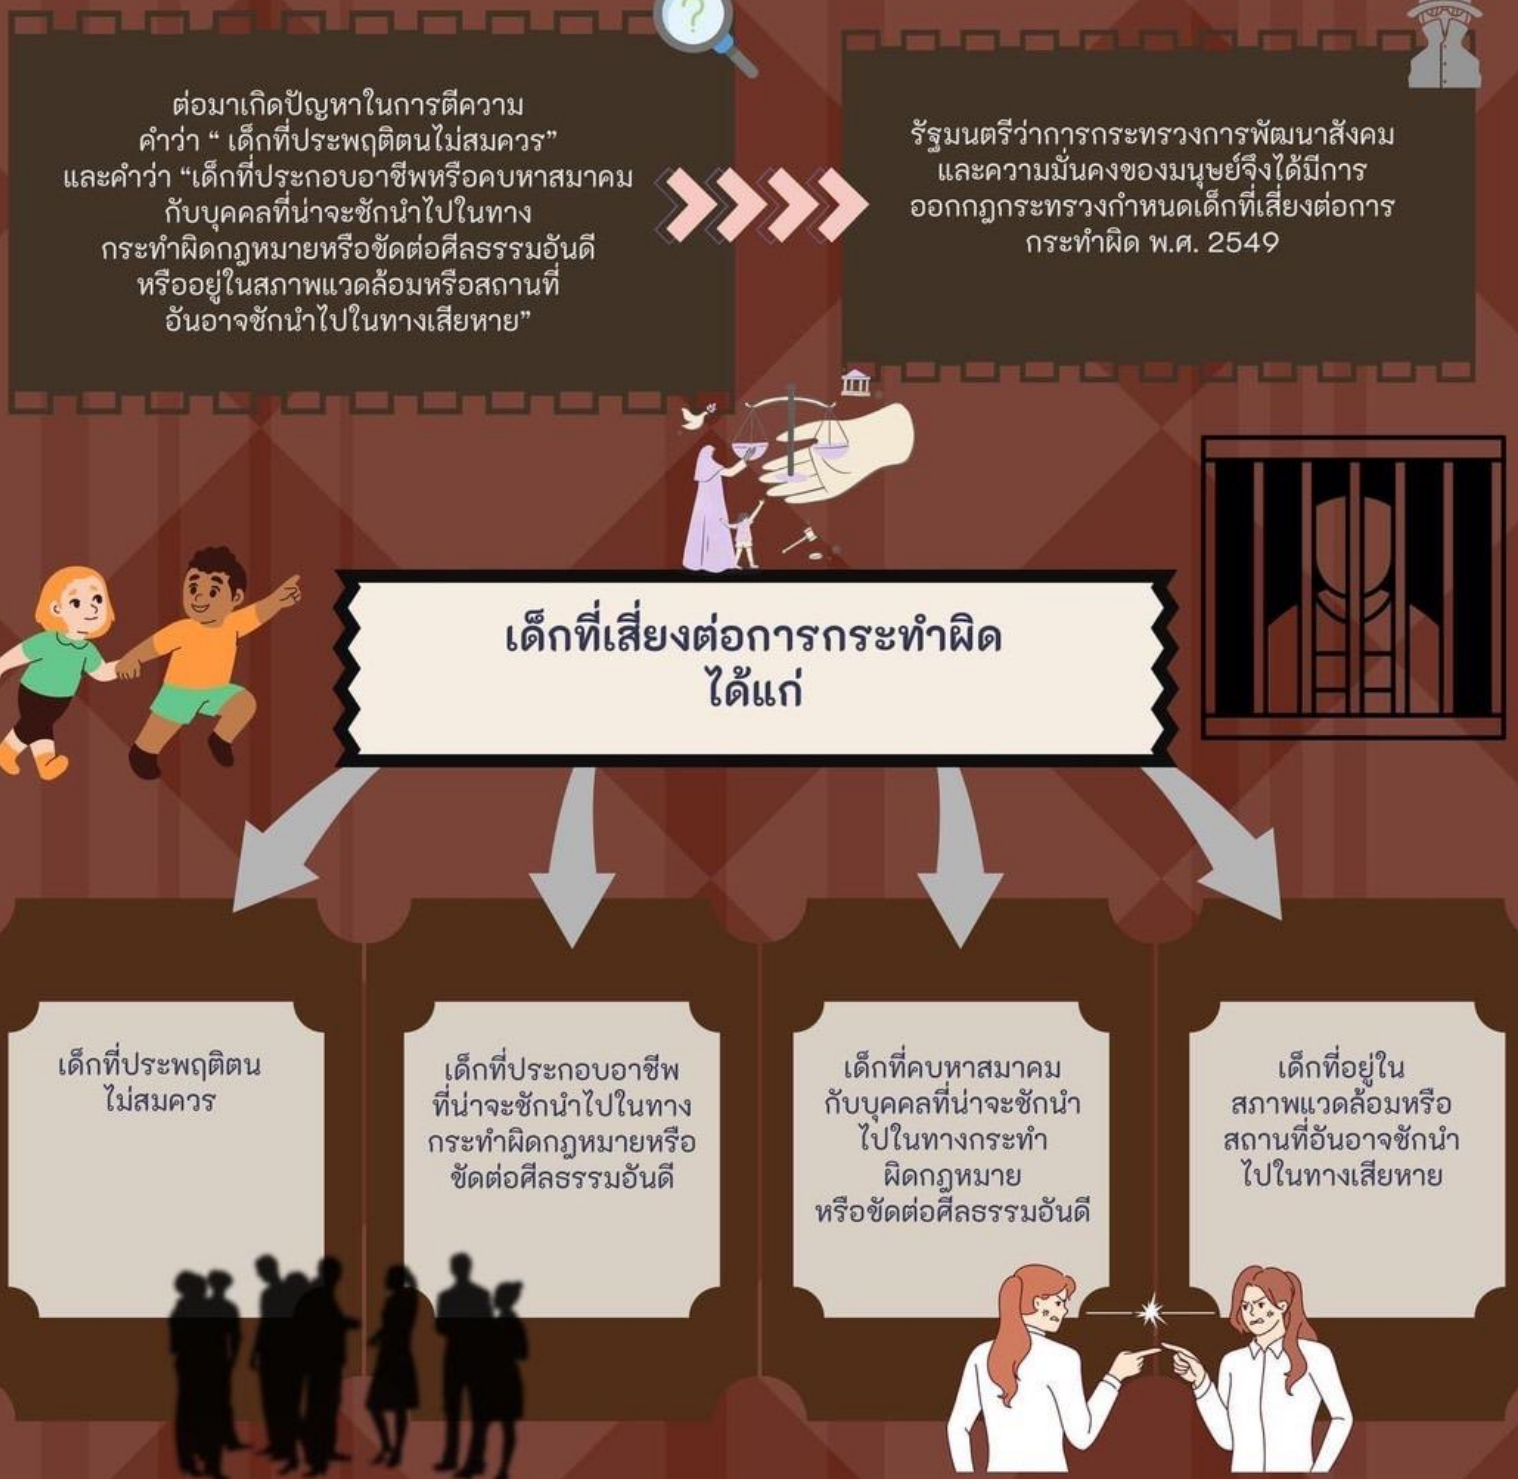 ต่อมาเกิดปัญหาในการตีความ
คำว่า “ เด็กที่ประพฤติตนไม่สมควร”
และคำว่า “เด็กที่ประกอบอาชีพหรือคบหาสมาคม
กับบุคคลที่น่าจะชักนำไปในทาง
กระทำผิดกฎหมายหรือขัดต่อศีลธรรมอันดี
หรืออยู่ในสภาพแวดล้อมหรือสถานที่
อันอาจชักนำไปในทางเสียหาย”
รัฐมนตรีว่าการกระทรวงการพัฒนาสังคม
และความมั่นคงของมนุษย์จึงได้มีการ
ออกกฎกระทรวงกำหนดเด็กที่เสี่ยงต่อการ
กระทำผิด พ.ศ. 2549
เด็กที่เสี่ยงต่อการกระทำผิด
ได้แก่
เด็กที่ประพฤติตน
ไม่สมควร
เด็กที่ประกอบอาชีพ
ที่น่าจะชักนำไปในทาง
กระทำผิดกฎหมายหรือ
ขัดต่อศีลธรรมอันดี
เด็กที่คบหาสมาคม
กับบุคคลที่น่าจะชักนำ
ไปในทางกระทำ
ผิดกฎหมาย
หรือขัดต่อศีลธรรมอันดี
เด็กที่อยู่ใน
สภาพแวดล้อมหรือ
สถานที่อันอาจชักนำ
ไปในทางเสียหาย